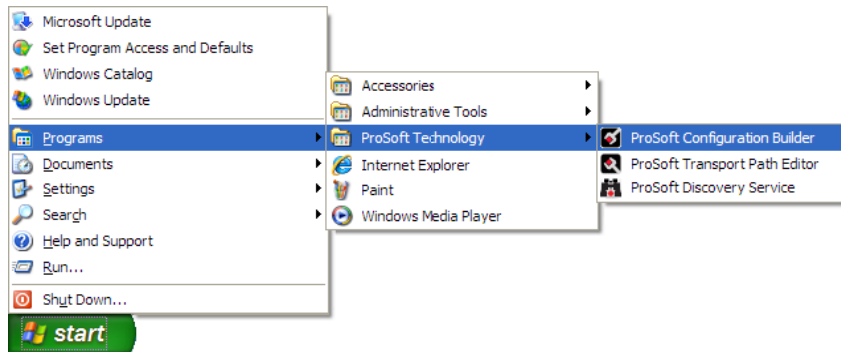 Microsoft Update
Set Program Access and Defaults
Windows Catalog
Windows Update
Programs
Documents
Settings
Search
Help and Support
Run...
Shut Down...
start
Accessories
Administrative Tools
ProSoft Technology
Internet Explorer
Paint
Windows Media Player
ProSoft Configuration Builder
ProSoft Transport Path Editor
ProSoft Discovery Service